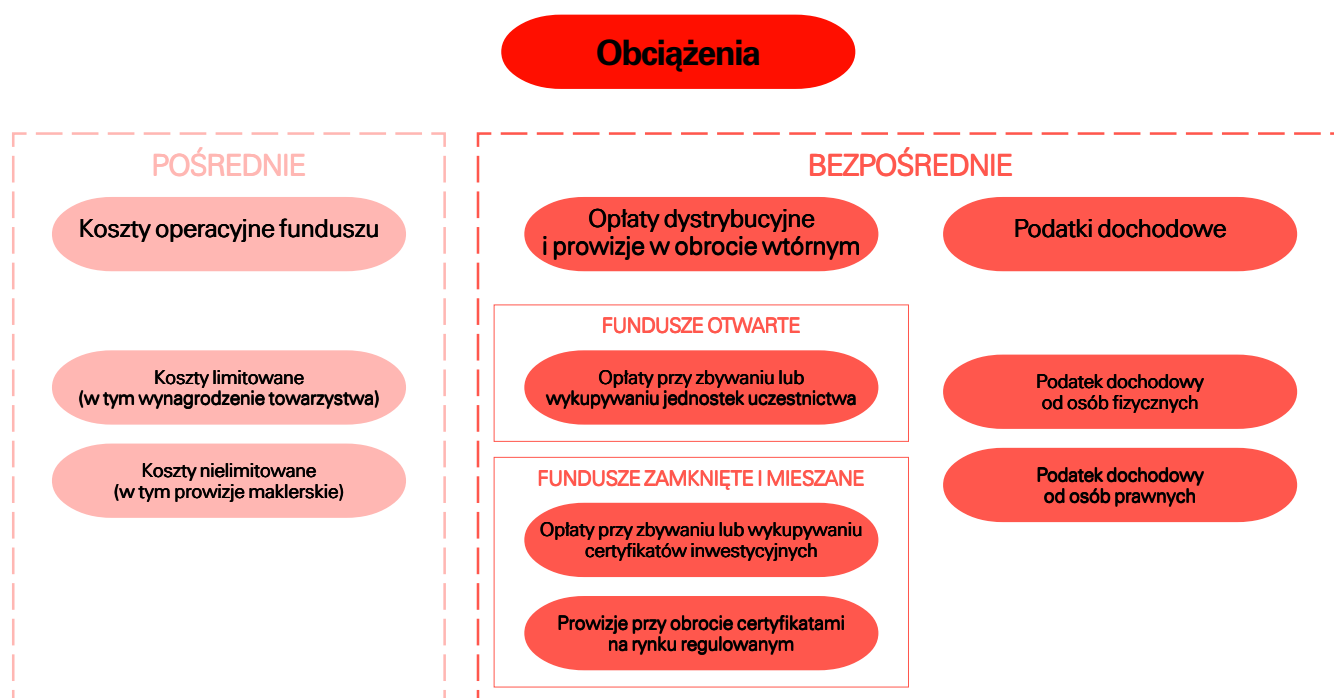 Obciążenia
POŚREDNIE
Koszty operacyjne funduszu
Koszty limitowane
(w tym wynagrodzenie towarzystwa)
Koszty nielimitowane
(w tym prowizje maklerskie)
BEZPOŚREDNIE
Opłaty dystrybucyjne
i prowizje w obrocie wtórnym
FUNDUSZE OTWARTE
Opłaty przy zbywaniu lub
wykupywaniu jednostek uczestnictwa
FUNDUSZE ZAMKNIĘTE I MIESZANE
Opłaty przy zbywaniu lub wykupywaniu
certyfikatów inwestycyjnych
Prowizje przy obrocie certyfikatami
na rynku regulowanym
Podatki dochodowe
Podatek dochodowy
od osób fizycznych
Podatek dochodowy
od osób prawnych